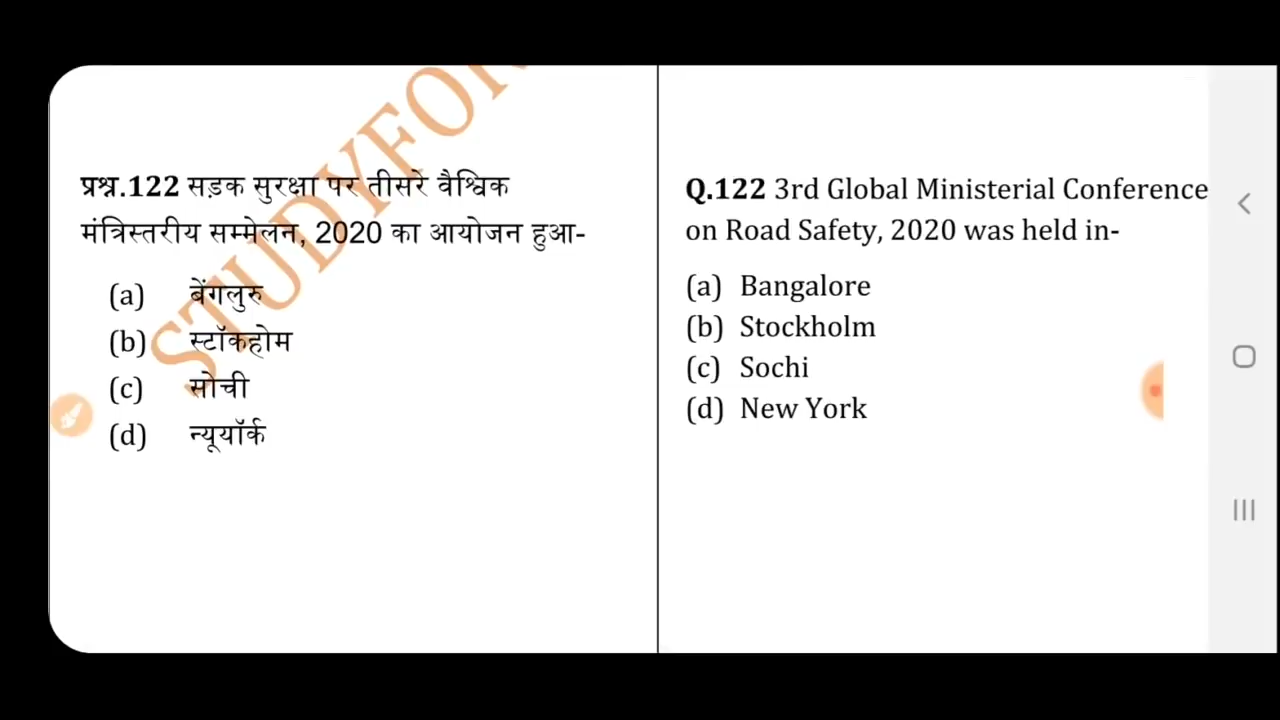 प्रश्न.122 सड़क सुरक्षा पर तीसरे वैश्विक
मंत्रिस्तरीय सम्मेलन, 2020 का आयोजन हुआ-
(a) बेंगलुरु
(b) स्टॉकहोम
(c) सोची
(d) न्यूयॉर्क
STUDYFOR
Q.122 3rd Global Ministerial Conference
on Road Safety, 2020 was held in-
(a) Bangalore
(b) Stockholm
(c) Sochi
(d) New York